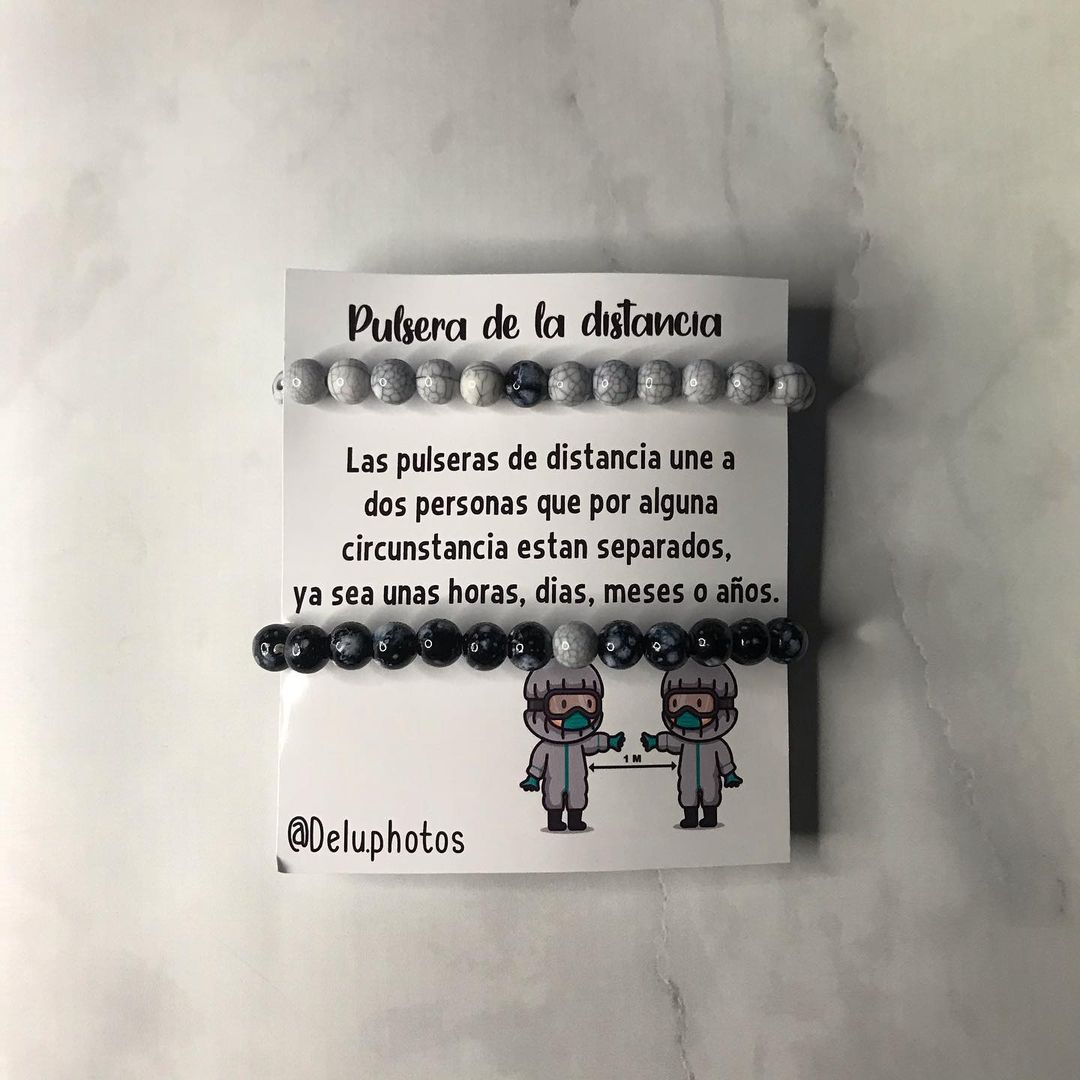 Pulsera de la distancia
Las pulseras de distancia une a
dos personas que por alguna
circunstancia estan separados,
ya sea unas horas, dias, meses o años.
1 M
@Delu.photos